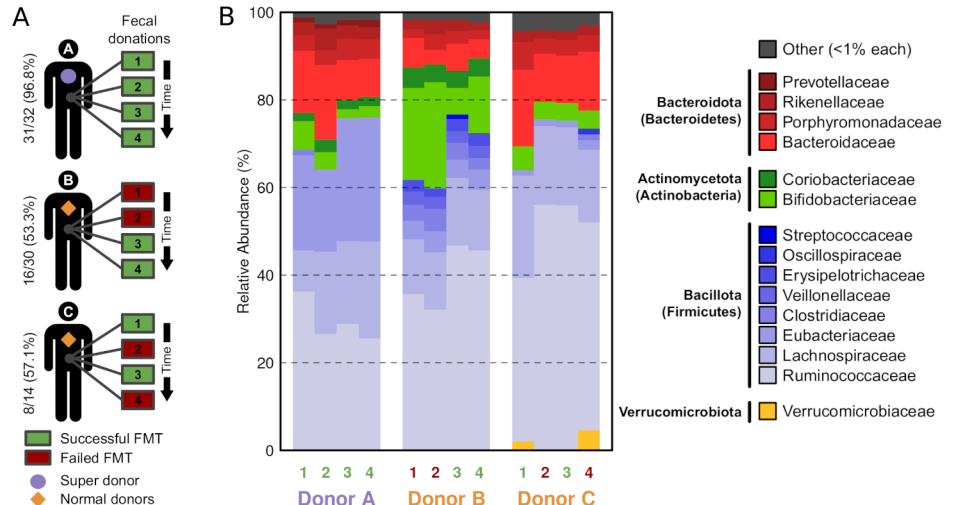 A
Fecal
donations
A
31/32 (96.8%)
1
2
3
4
Time
B
16/30 (53.3%)
1
2
3
4
Time
C
8/14 (57.1%)
1
2
3
4
Time
Successful FMT
Failed FMT
Super donor
Normal donors
B
Relative Abundance (%)
100
80
60
40
20
0
1 2 3 4 1 2 3 4 1 2 3 4
Donor A Donor B Donor C
Other (<1% each)
Bacteroidota
(Bacteroidetes)
Prevotellaceae
Rikenellaceae
Porphyromonadaceae
Bacteroidaceae
Actinomycetota
(Actinobacteria)
Coriobacteriaceae
Bifidobacteriaceae
Bacillota
(Firmicutes)
Streptococcaceae
Oscillospiraceae
Erysipelotrichaceae
Veillonellaceae
Clostridiaceae
Eubacteriaceae
Lachnospiraceae
Ruminococcaceae
Verrucomicrobiota
Verrucomicrobiaceae